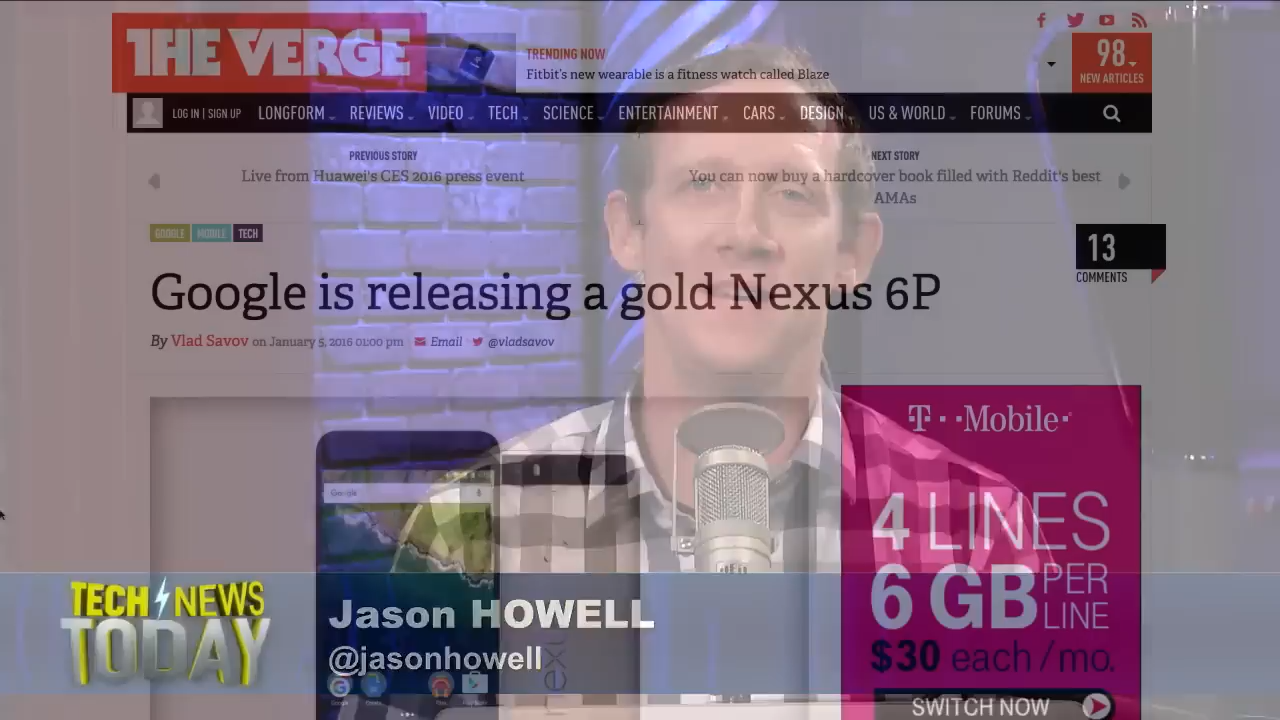 THE VERGE
TRENDING NOW
Fitbit's new wearable is a fitness watch called Blaze
98
NEW ARTICLES
LOG IN | SIGN UP
LONGFORM
REVIEWS
VIDEO
TECH
SCIENCE
ENTERTAINMENT
CARS
DESIGN
US & WORLD
FORUMS
PREVIOUS STORY
Live from Huawei's CES 2016 press event
NEXT STORY
You can now buy a hardcover book filled with Reddit's best
AMAs
GOOGLE
MOBILE
TECH
13
COMMENTS
Google is releasing a gold Nexus 6P
By Vlad Savov on January 5, 2016 01:00 pm
Email
@vladsavov
T··Mobile·
4 LINES
6 GB PER
LINE
$30 each/mo.
SWITCH NOW
Google
TECH NEWS
TODAY
Jason HOWELL
@jasonhowell